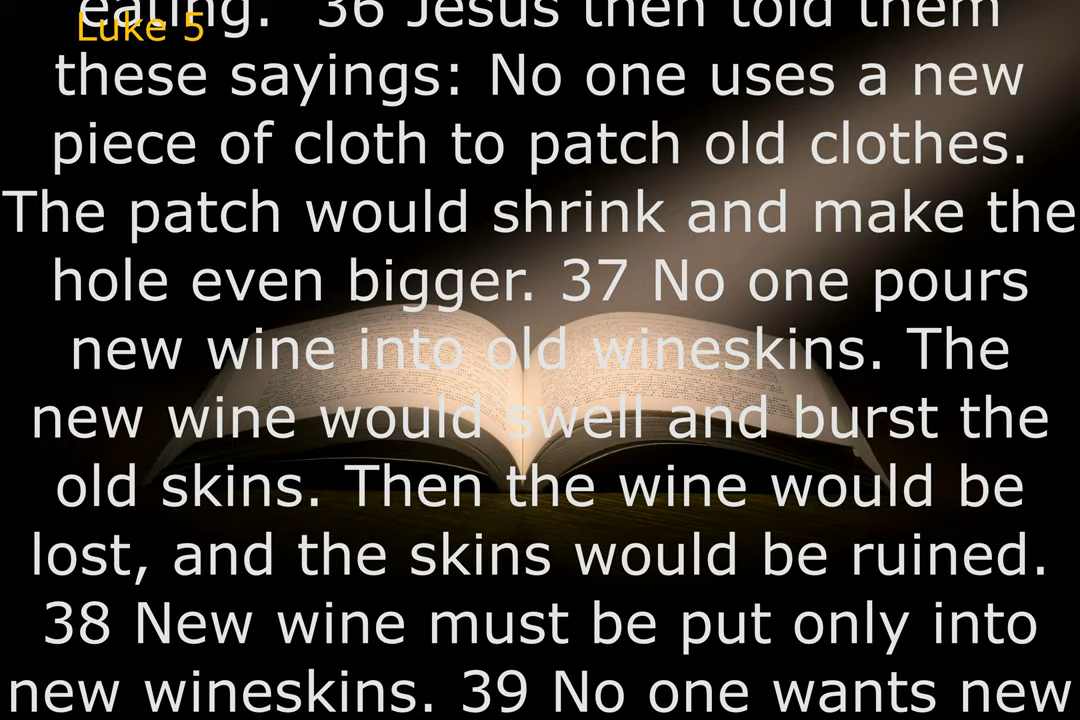 eating. 36 Jesus then told them
Luke 5
these sayings: No one uses a new
piece of cloth to patch old clothes.
The patch would shrink and make the
hole even bigger. 37 No one pours
new wine into old wineskins. The
new wine would swell and burst the
old skins. Then the wine would be
lost, and the skins would be ruined.
38 New wine must be put only into
new wineskins. 39 No one wants new